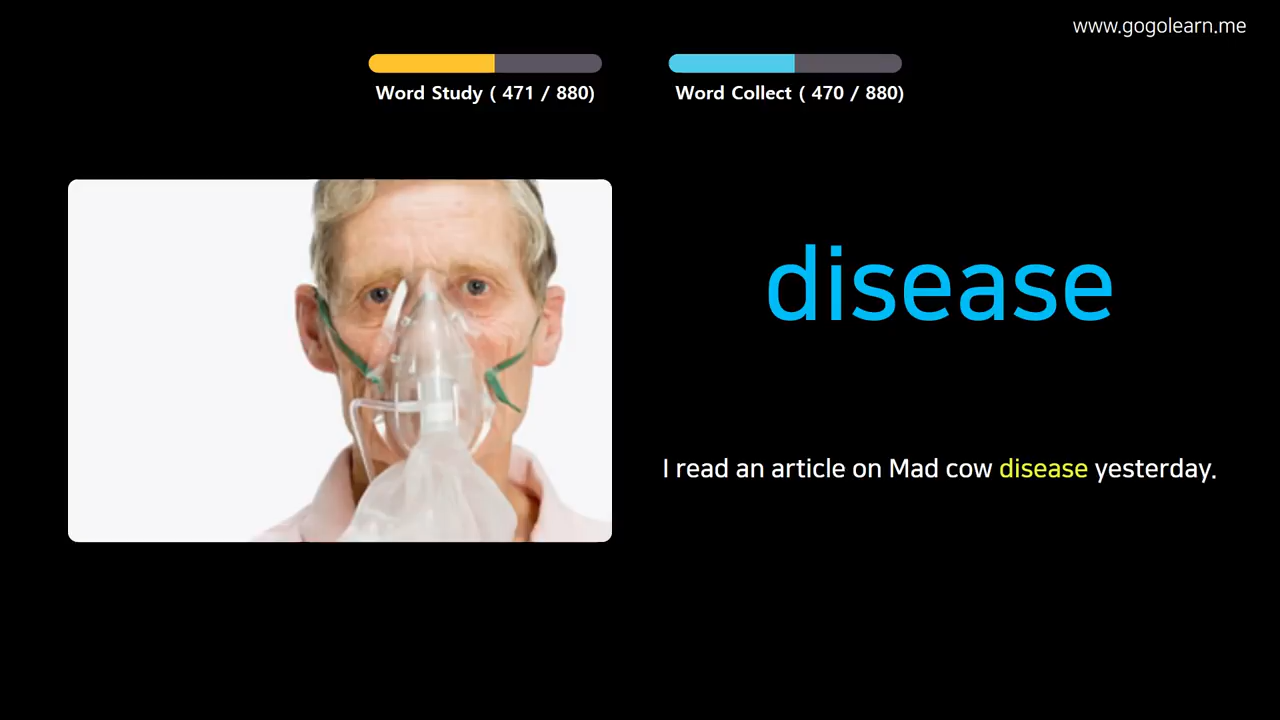 www.gogolearn.me
Word Study ( 471 / 880)
Word Collect ( 470 / 880)
disease
I read an article on Mad cow disease yesterday.